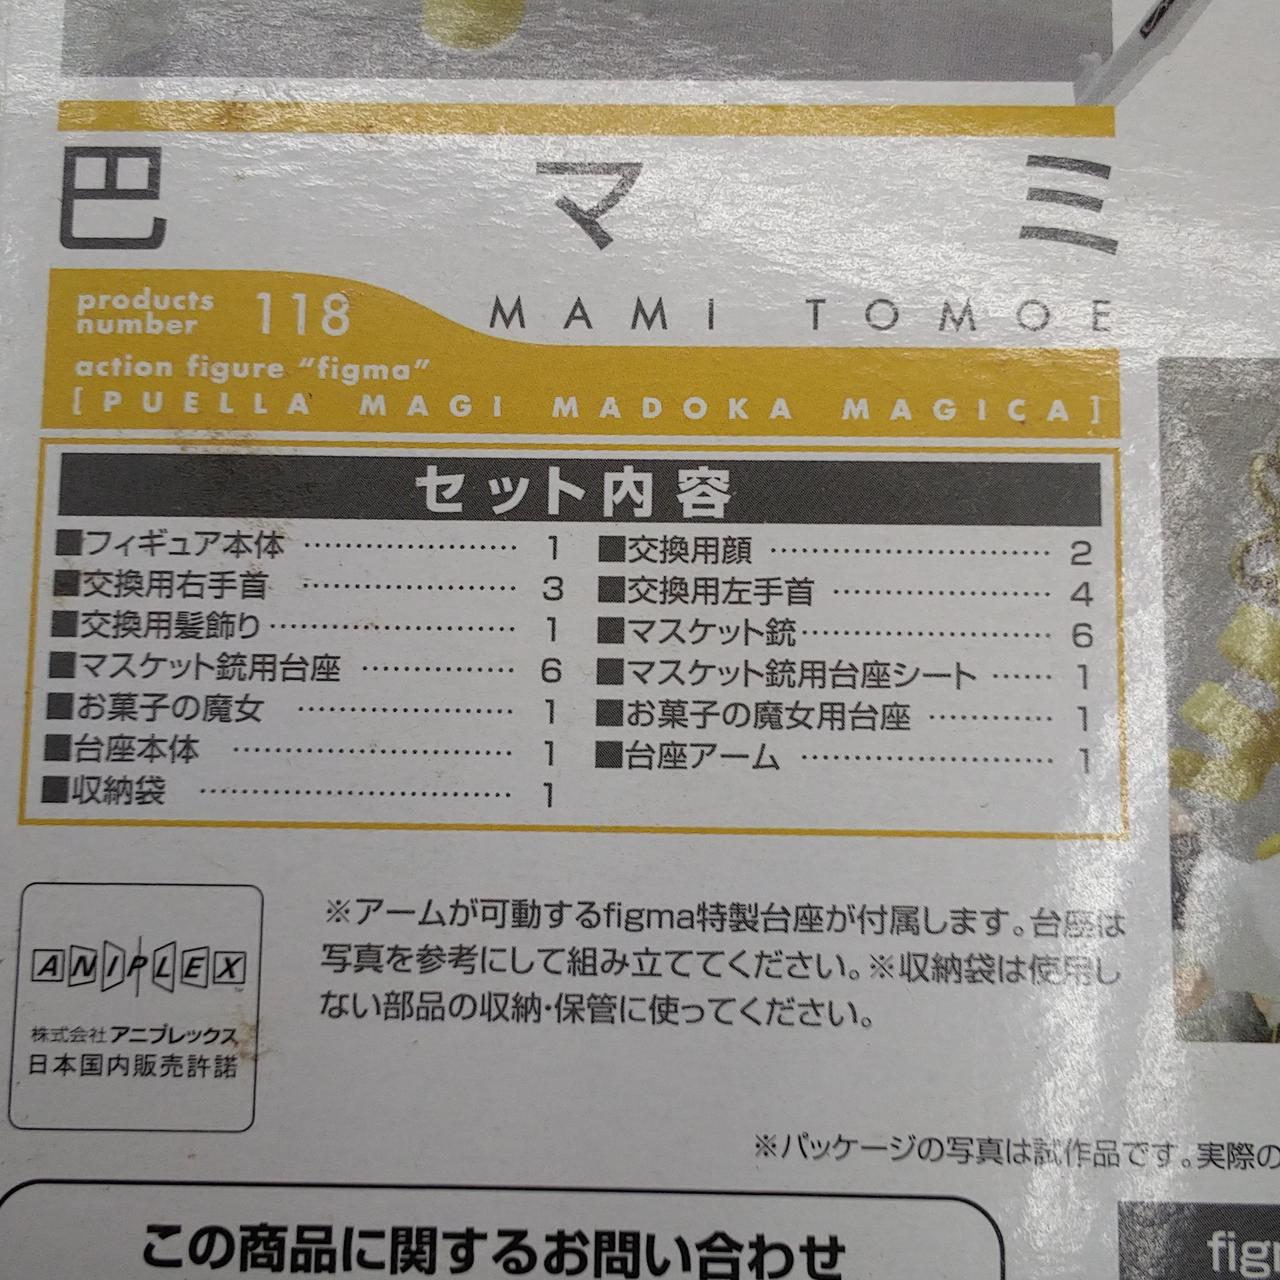 巴マミ
products number 118
MAMI TOMOE
action figure "figma"
[PUELLA MAGI MADOKA MAGICA]
セット内容
■フィギュア本体 ………………… 1
■交換用顔 ………………… 2
■交換用右手首 ………………… 3
■交換用左手首 ………………… 4
■交換用髪飾り ………………… 1
■マスケット銃 ………………… 6
■マスケット銃用台座 ………… 6
■マスケット銃用台座シート …… 1
■お菓子の魔女 ………………… 1
■お菓子の魔女用台座 ………… 1
■台座本体 ………………… 1
■台座アーム ………………… 1
■収納袋 ………………… 1
※アームが可動するfigma特製台座が付属します。台座は
写真を参考にして組み立ててください。※収納袋は使用し
ない部品の収納・保管に使ってください。
ANIPLEX
株式会社アニプレックス
日本国内販売許諾
※パッケージの写真は試作品です。実際の
この商品に関するお問い合わせ